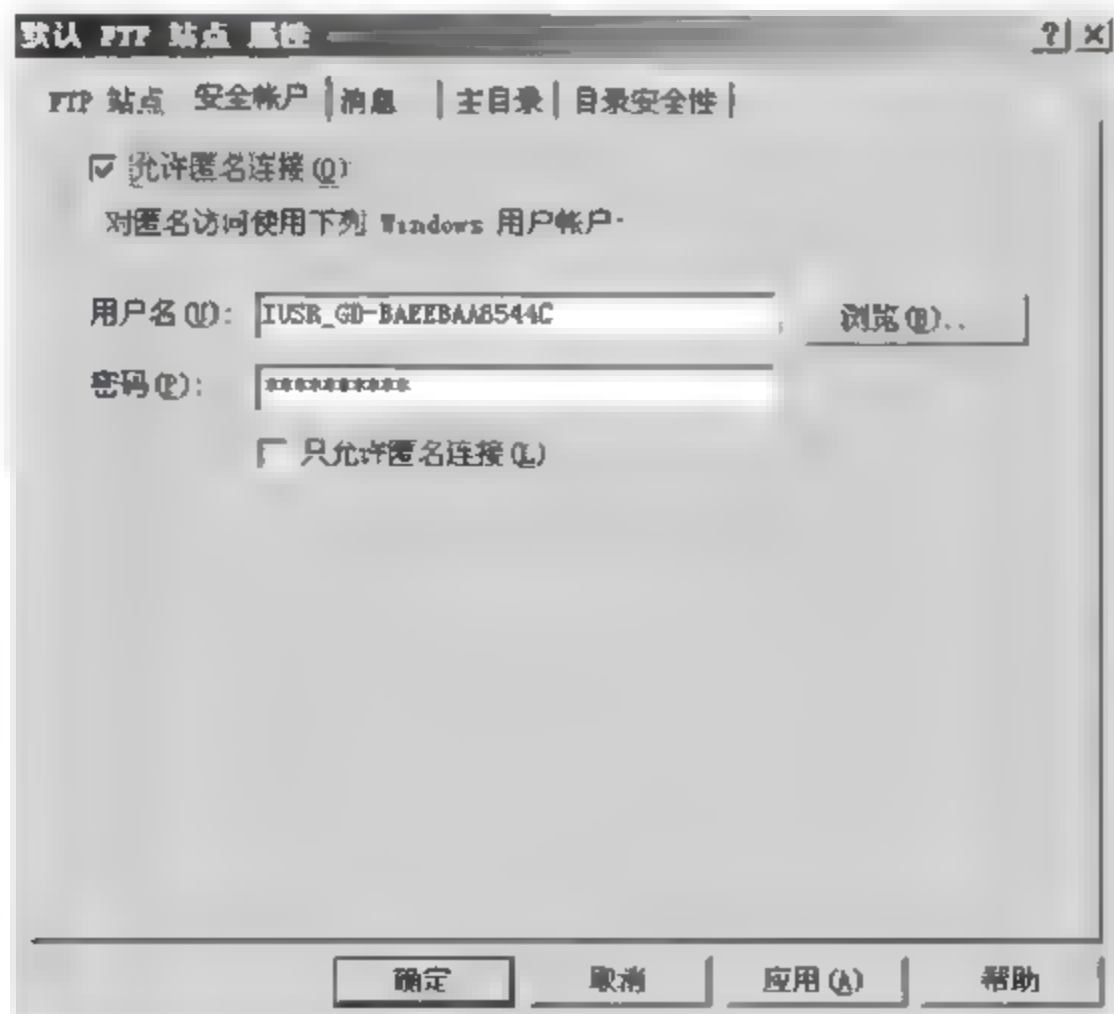 默认 FTP 站点 属性
FTP 站点 安全帐户 消息 主目录 目录安全性
允许匿名连接(O)
对匿名访问使用下列 Windows 用户帐户:
用户名(U): IUSR_GD-BAEEBAA8544C 浏览(B)..
密码(P): **********
只允许匿名连接(L)
确定 取消 应用(A) 帮助